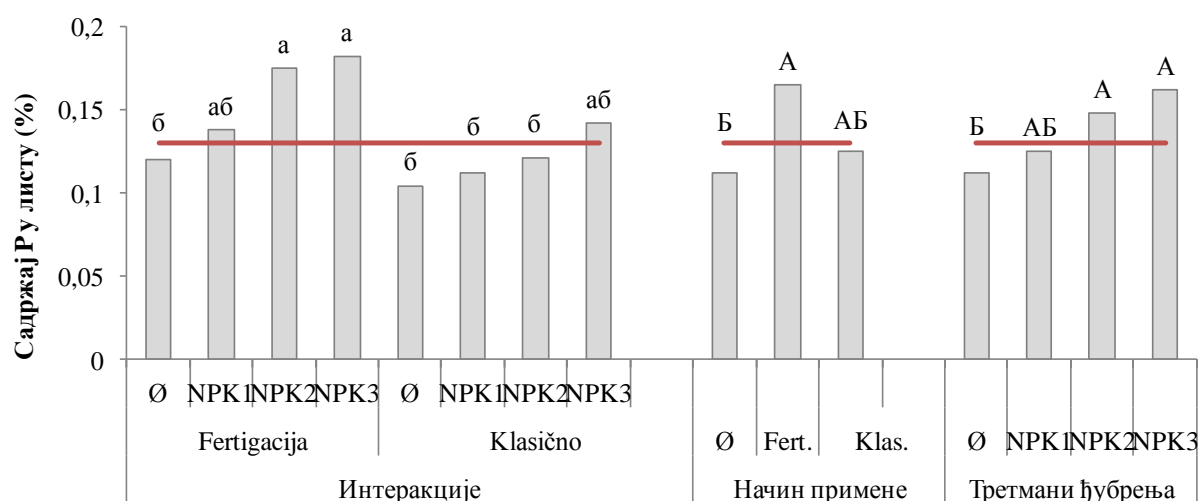 Садржај P у листу (%)
0,2
0,15
0,1
0,05
0
б аб а а б б б аб
Б А АБ
Б АБ А А
Ø NPK1 NPK2 NPK3 Ø NPK1 NPK2 NPK3
Ø Fert. Klas.
Ø NPK1 NPK2 NPK3
Fertigacija Klasično
Интеракције Начин примене Третмани ђубрења